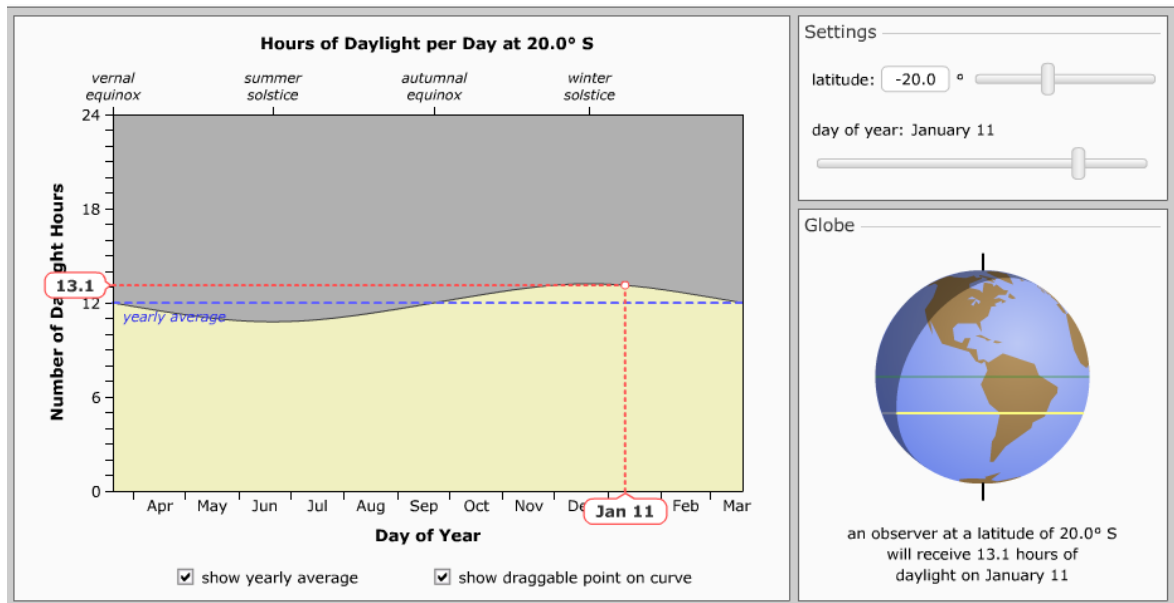 Hours of Daylight per Day at 20.0° S
vernal equinox
summer solstice
autumnal equinox
winter solstice
24
18
13.1
12
6
0
Number of Daylight Hours
yearly average
Apr May Jun Jul Aug Sep Oct Nov De Jan 11 Feb Mar
Day of Year
show yearly average
show draggable point on curve
Settings
latitude: -20.0 °
day of year: January 11
Globe
an observer at a latitude of 20.0° S
will receive 13.1 hours of
daylight on January 11